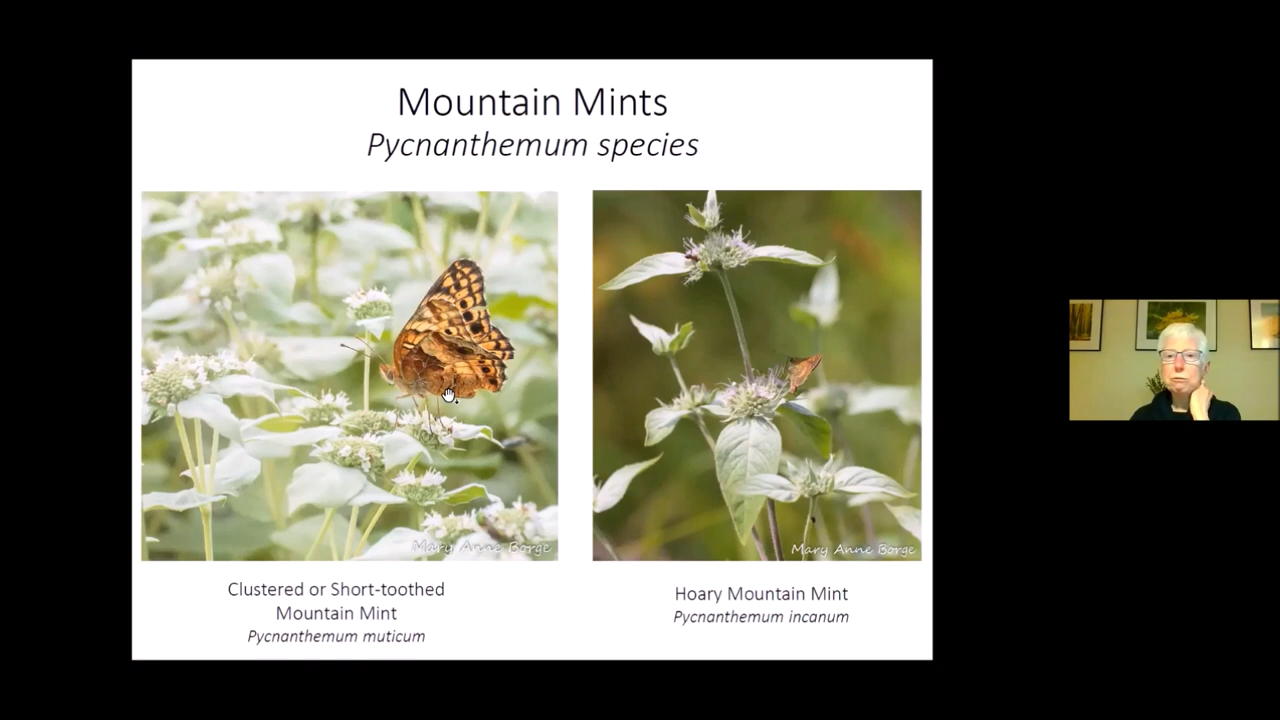 Mountain Mints
Pycnanthemum species
Mary Anne Borge
Mary Anne Borge
Clustered or Short-toothed
Mountain Mint
Pycnanthemum muticum
Hoary Mountain Mint
Pycnanthemum incanum